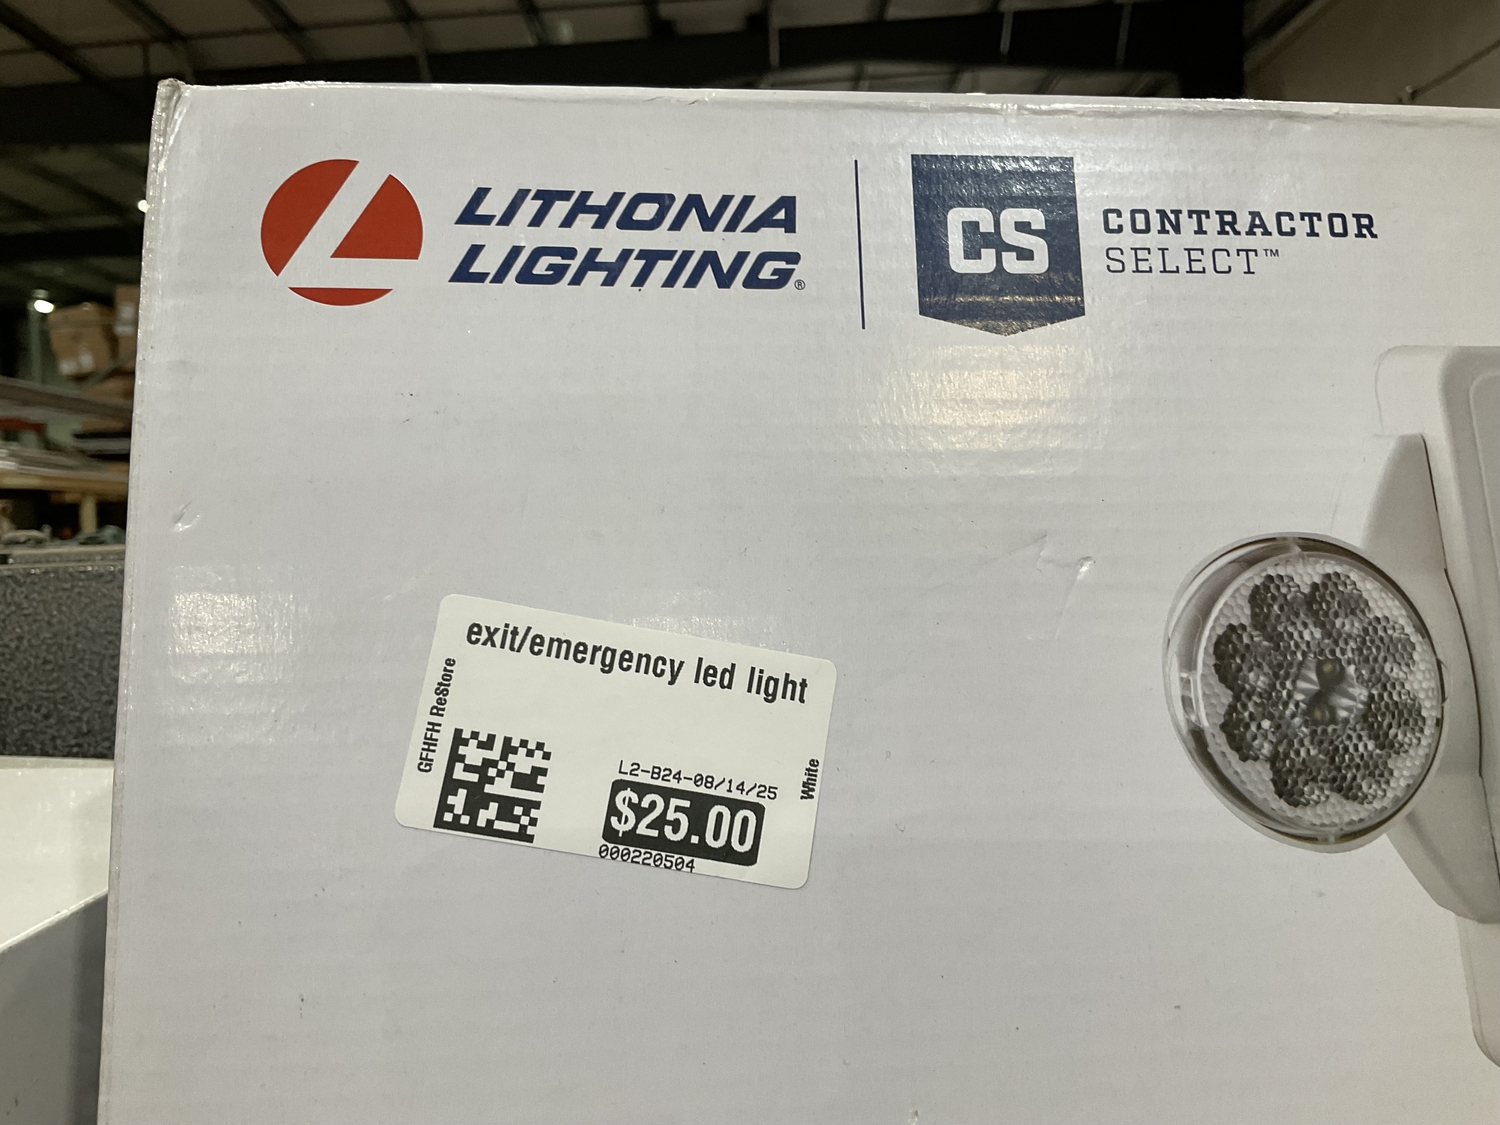 LITHONIA
LIGHTING®
CS
CONTRACTOR
SELECT™
exit/emergency led light
GFHFH ReStore
L2-B24-08/14/25
White
$25.00
000220504